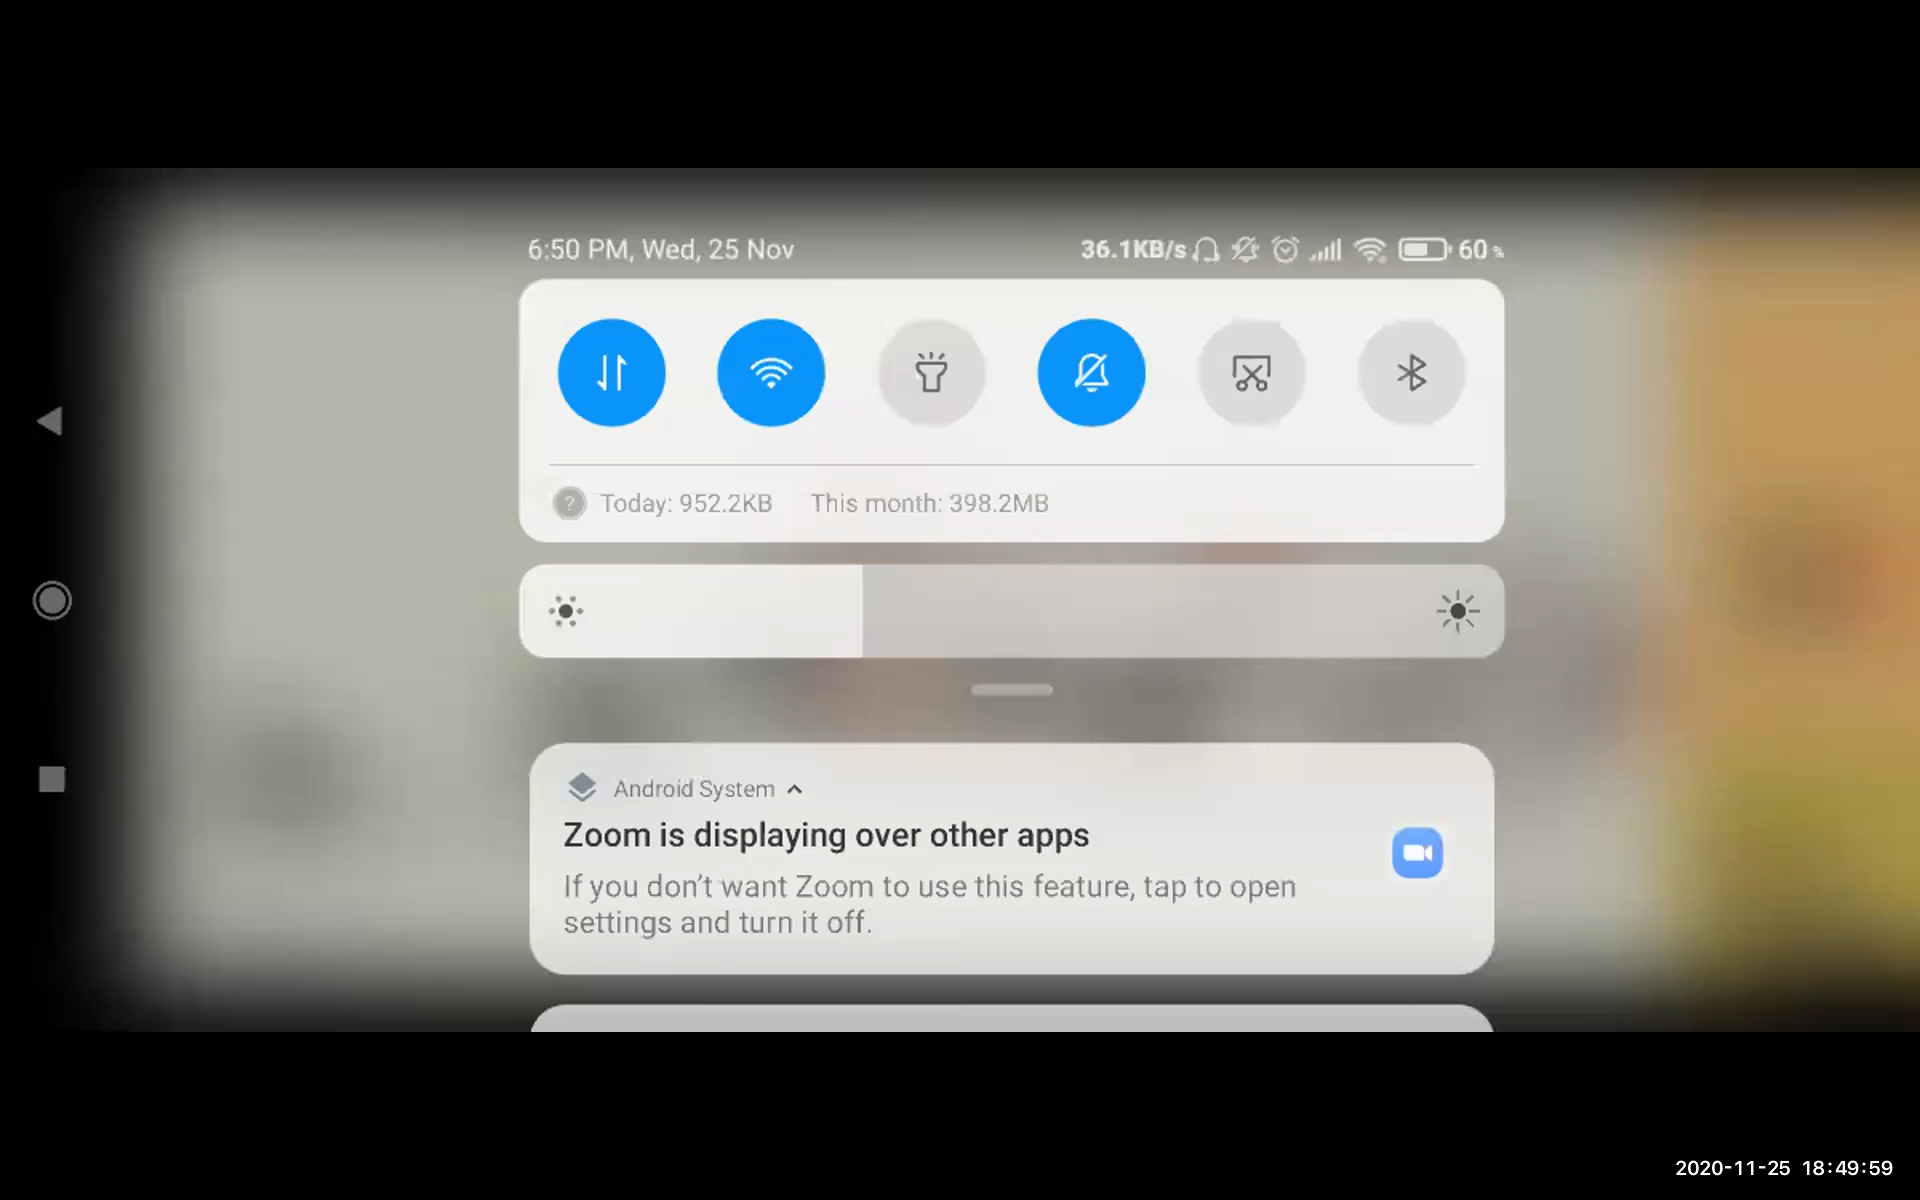 6:50 PM, Wed, 25 Nov 36.1KB/s 60 %
? Today: 952.2KB This month: 398.2MB
Android System
Zoom is displaying over other apps
If you don't want Zoom to use this feature, tap to open
settings and turn it off.
2020-11-25 18:49:59